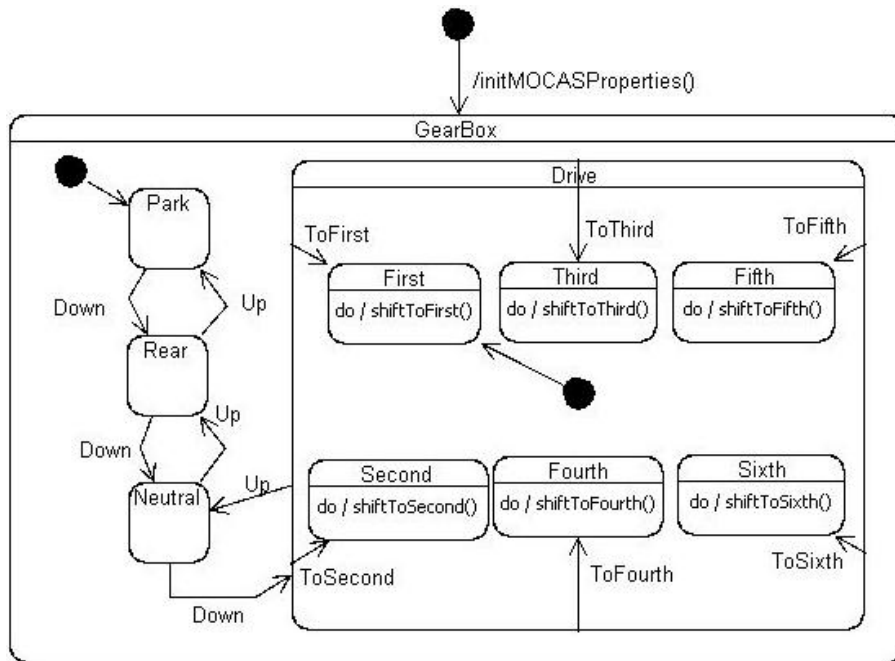 /initMOCASProperties()
GearBox
Drive
Park
ToFirst
ToThird
ToFifth
First
do / shiftToFirst()
Third
do / shiftToThird()
Fifth
do / shiftToFifth()
Down
Up
Rear
Up
Down
Neutral
Up
Second
do / shiftToSecond()
Fourth
do / shiftToFourth()
Sixth
do / shiftToSixth()
ToSecond
ToFourth
ToSixth
Down